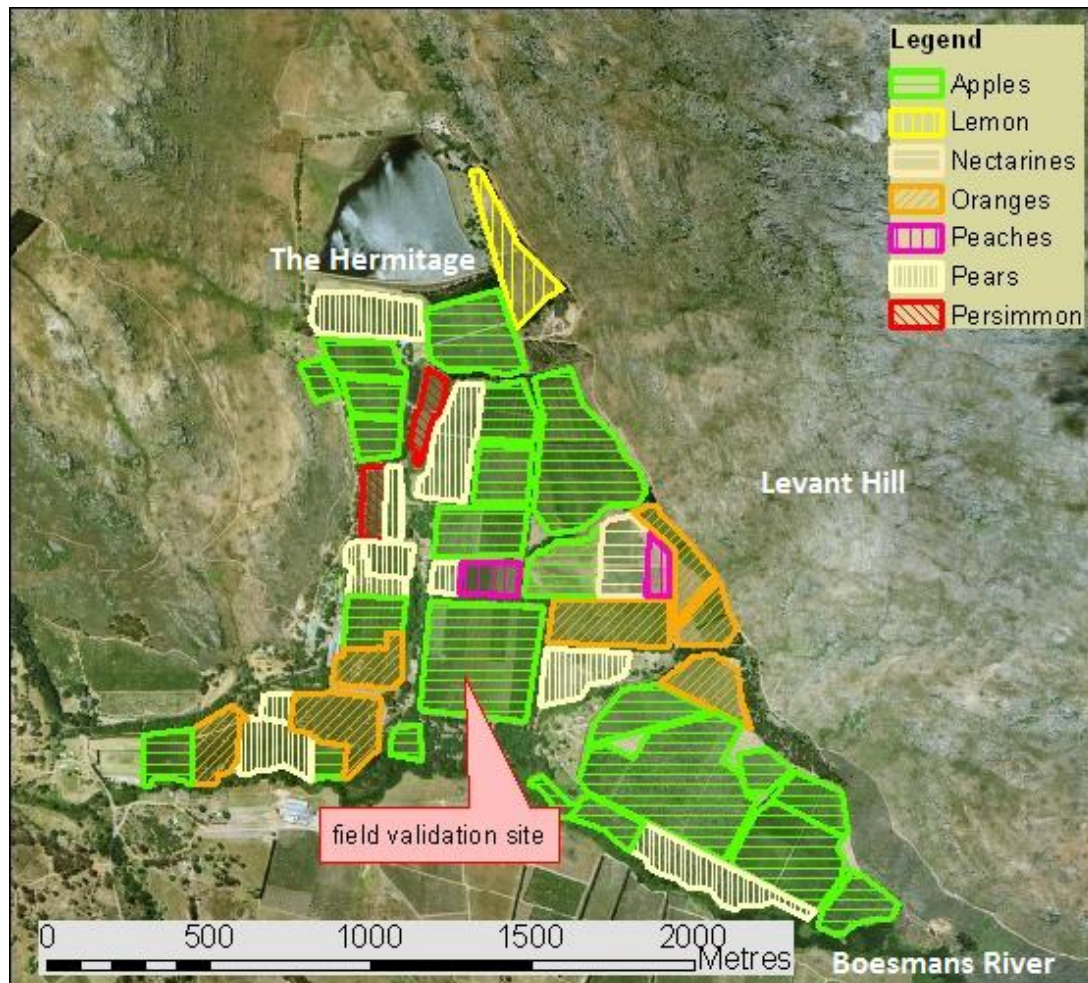 Legend
Apples
Lemon
Nectarines
Oranges
Peaches
Pears
Persimmon
The Hermitage
Levant Hill
field validation site
0 500 1000 1500 2000
Metres
Boesmans River